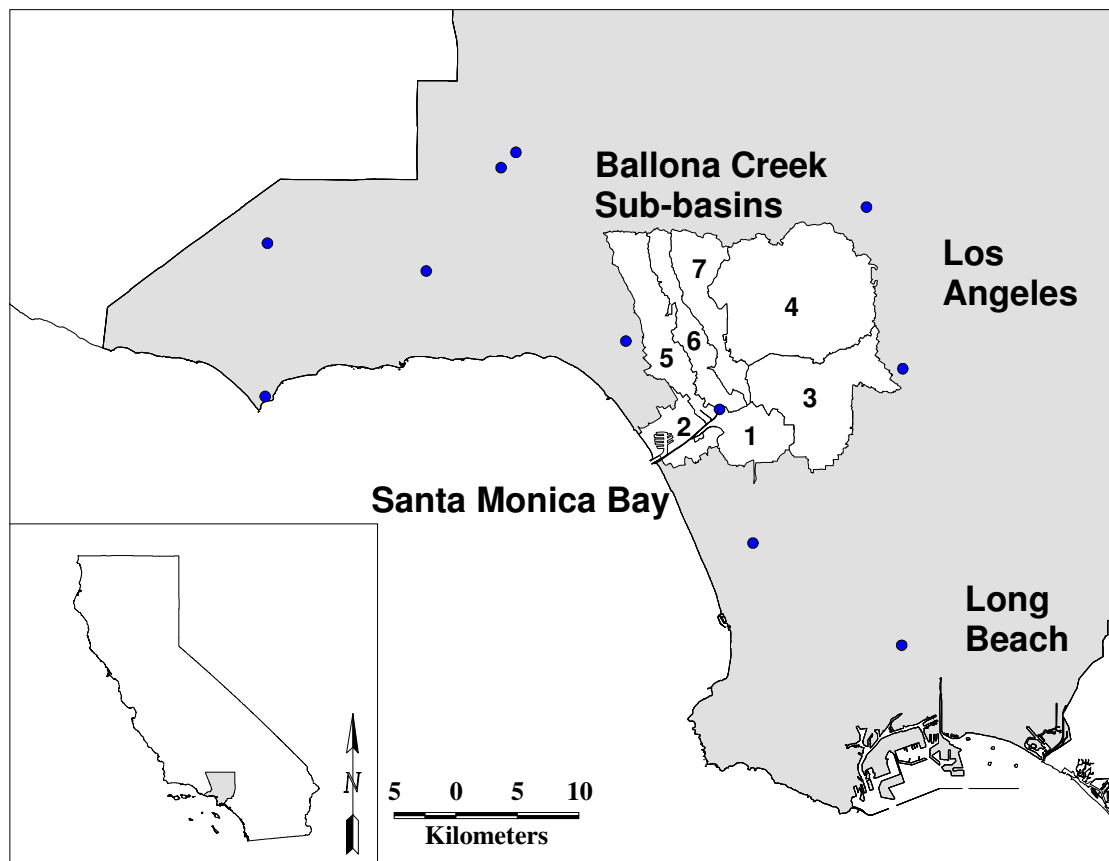 Ballona Creek
Sub-basins
7
4
Los
Angeles
6
5
3
2
1
Santa Monica Bay
Long
Beach
N
5 0 5 10
Kilometers